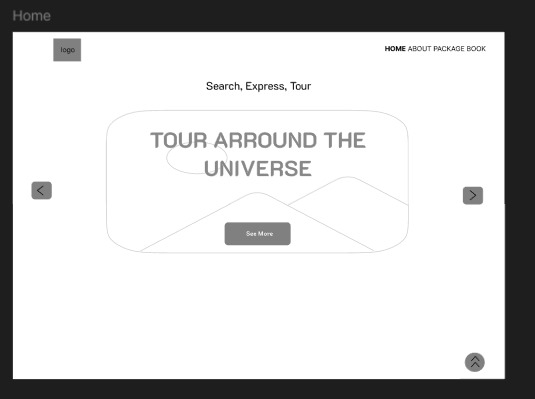 Home
logo
HOME ABOUT PACKAGE BOOK
Search, Express, Tour
TOUR ARROUND THE
UNIVERSE
See More